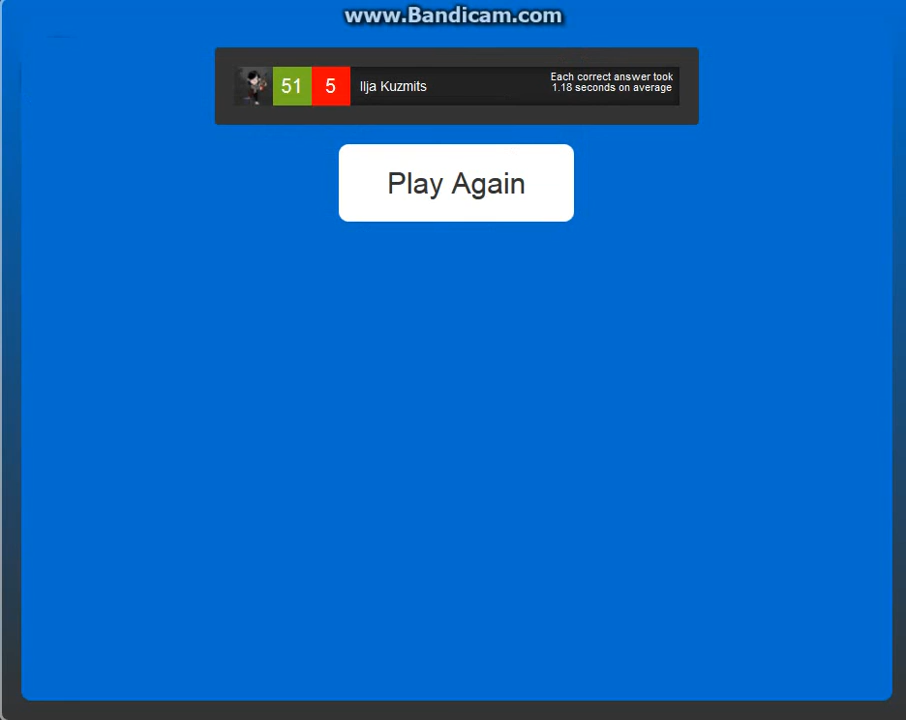 www.Bandicam.com
51 5 Ilja Kuzmits
Each correct answer took
1.18 seconds on average
Play Again